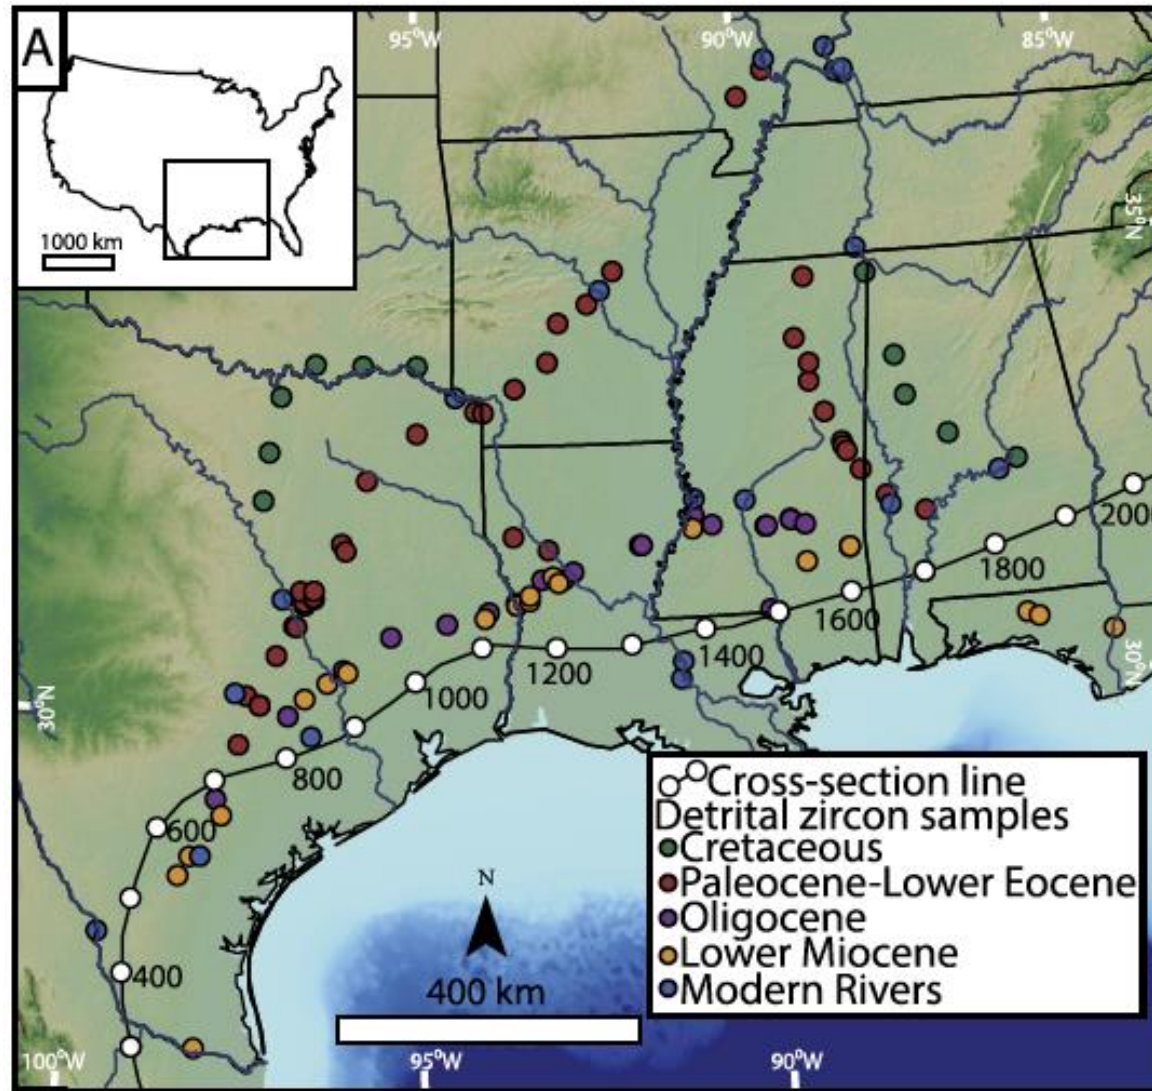 A
95°W
90°W
85°W
1000 km
35°N
30°N
2000
1800
1600
1400
1200
1000
800
600
400
30°N
Cross-section line
Detrital zircon samples
Cretaceous
Paleocene-Lower Eocene
Oligocene
Lower Miocene
Modern Rivers
N
400 km
100°W
95°W
90°W